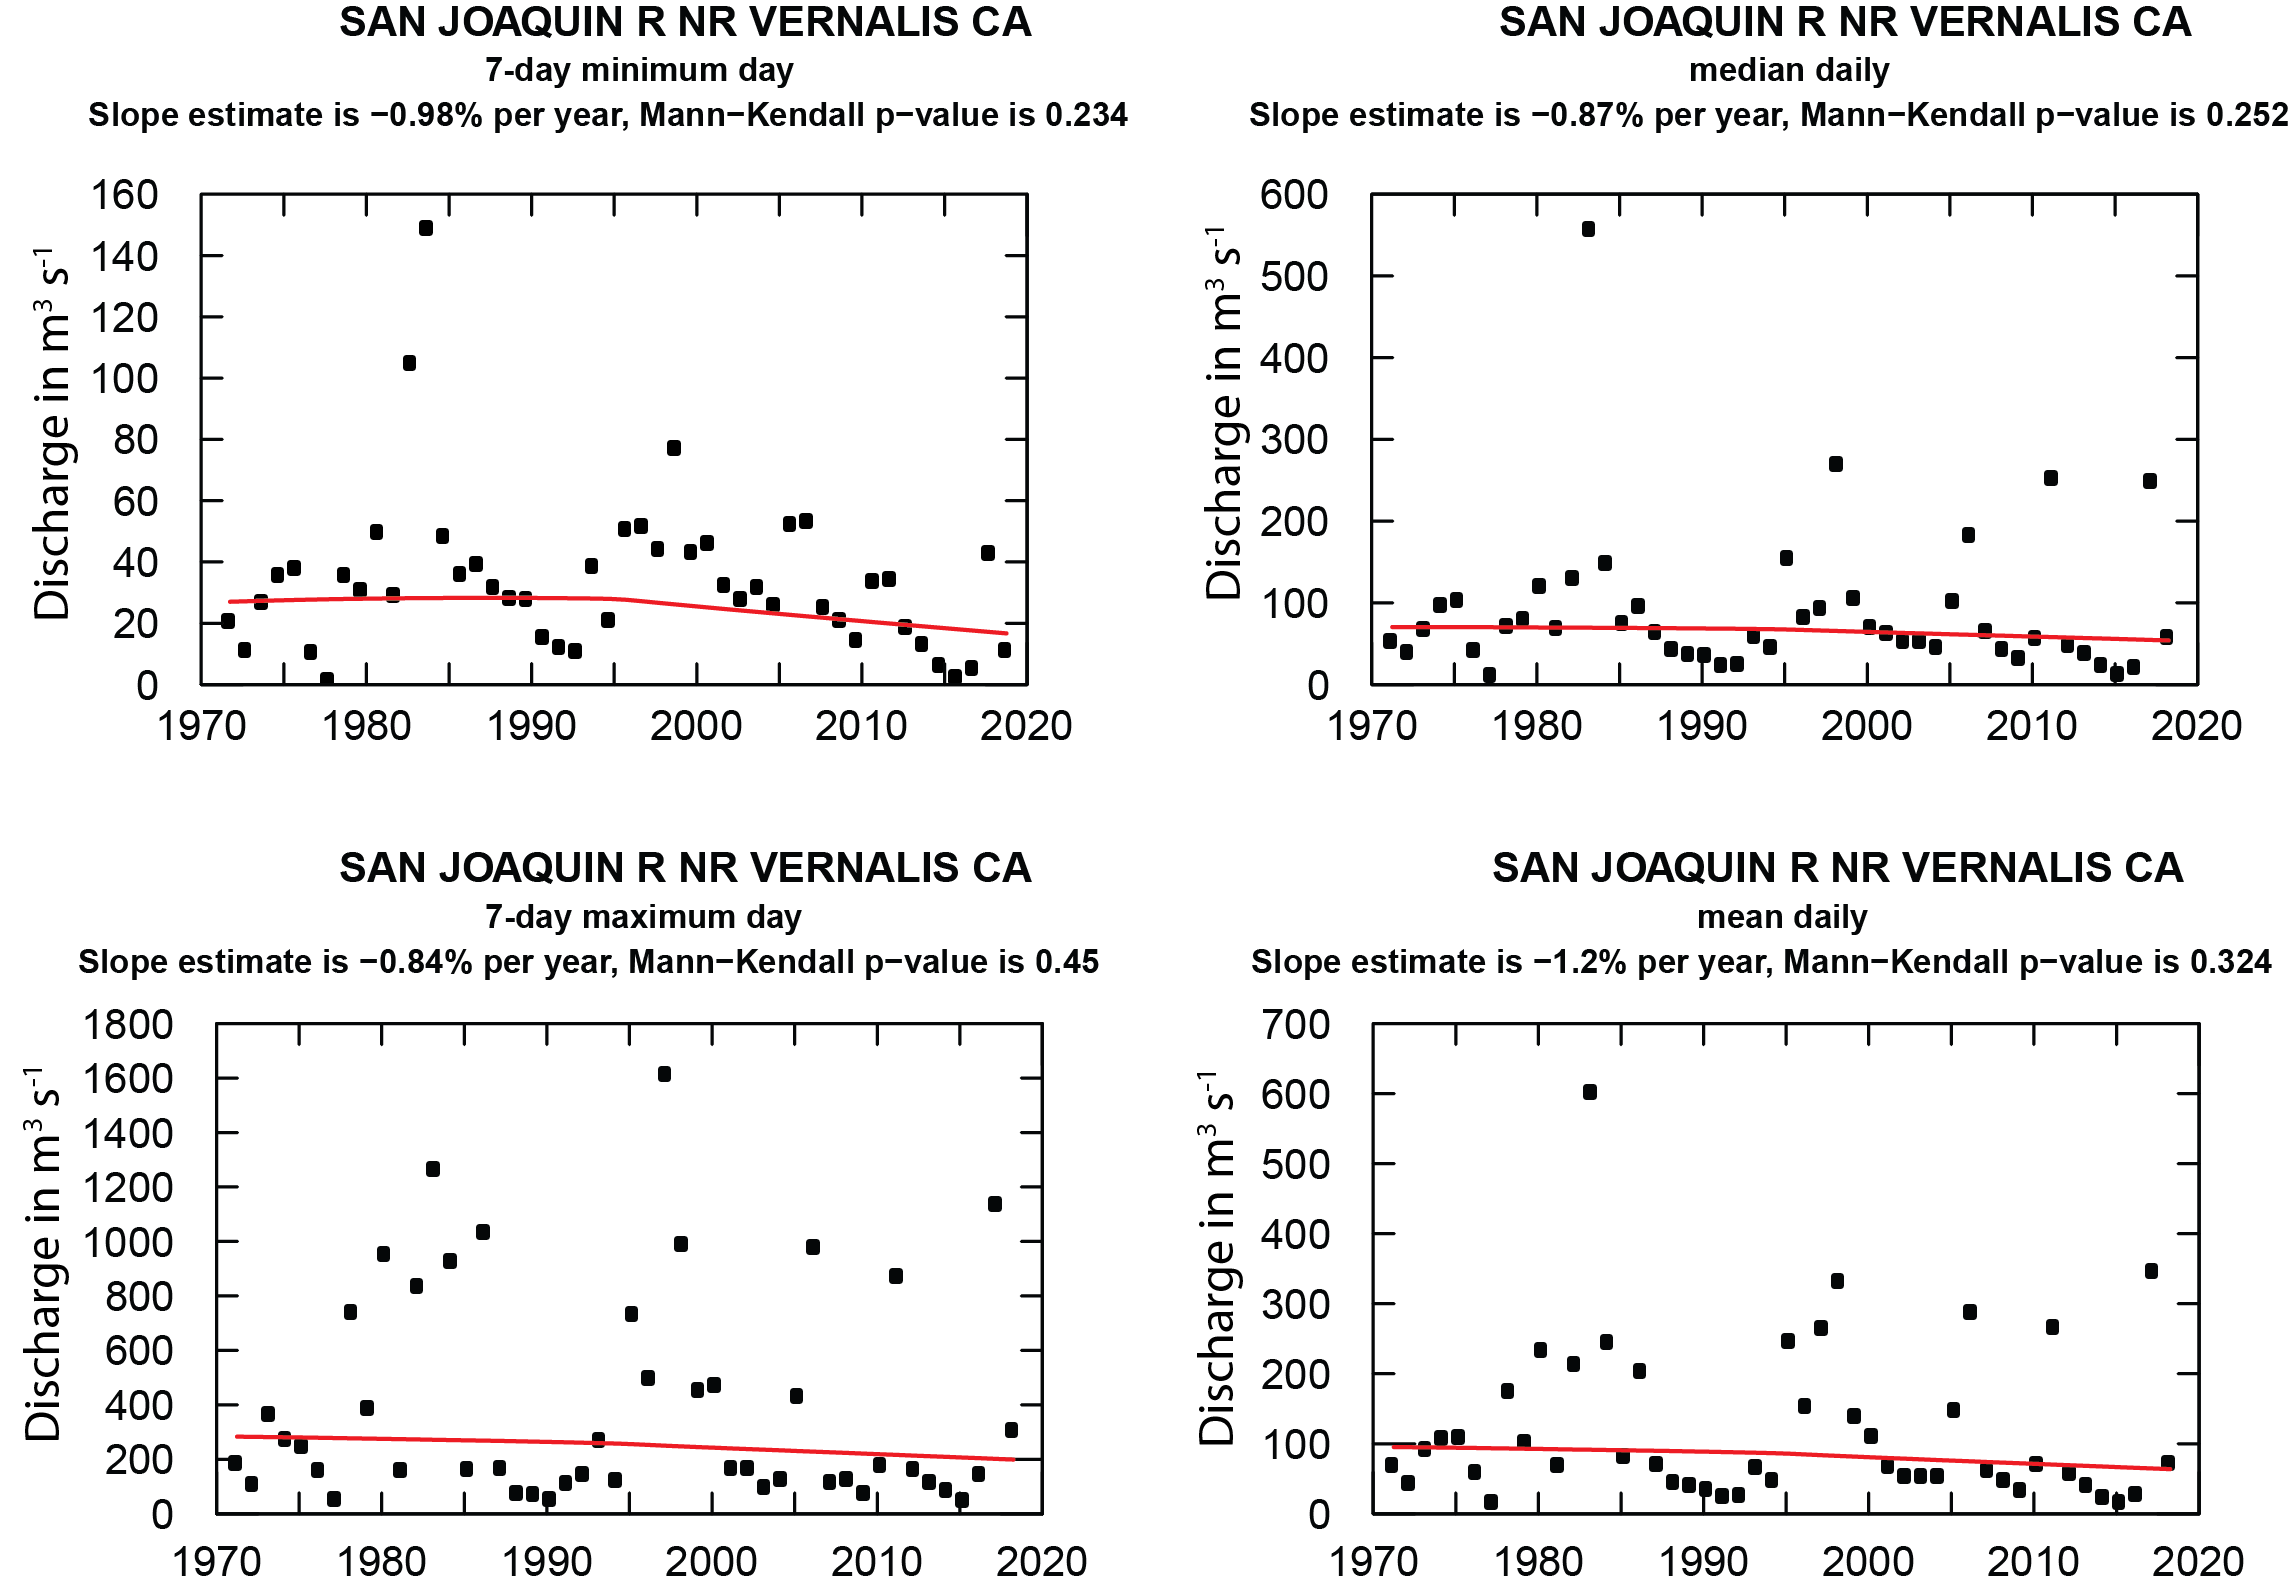 SAN JOAQUIN R NR VERNALIS CA
7-day minimum day
Slope estimate is −0.98% per year, Mann−Kendall p−value is 0.234
Discharge in m³ s⁻¹
160
140
120
100
80
60
40
20
0
1970 1980 1990 2000 2010 2020
SAN JOAQUIN R NR VERNALIS CA
median daily
Slope estimate is −0.87% per year, Mann−Kendall p−value is 0.252
Discharge in m³ s⁻¹
600
500
400
300
200
100
0
1970 1980 1990 2000 2010 2020
SAN JOAQUIN R NR VERNALIS CA
7-day maximum day
Slope estimate is −0.84% per year, Mann−Kendall p−value is 0.45
Discharge in m³ s⁻¹
1800
1600
1400
1200
1000
800
600
400
200
0
1970 1980 1990 2000 2010 2020
SAN JOAQUIN R NR VERNALIS CA
mean daily
Slope estimate is −1.2% per year, Mann−Kendall p−value is 0.324
Discharge in m³ s⁻¹
700
600
500
400
300
200
100
0
1970 1980 1990 2000 2010 2020